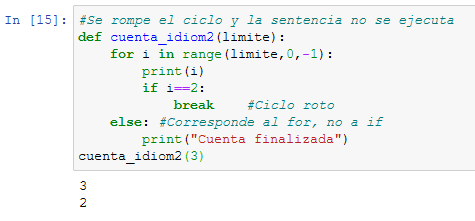 In [15]: #Se rompe el ciclo y la sentencia no se ejecuta
def cuenta_idiom2(limite):
    for i in range(limite,0,-1):
        print(i)
        if i==2:
            break    #Ciclo roto
    else: #Corresponde al for, no a if
        print("Cuenta finalizada")
cuenta_idiom2(3)
3
2